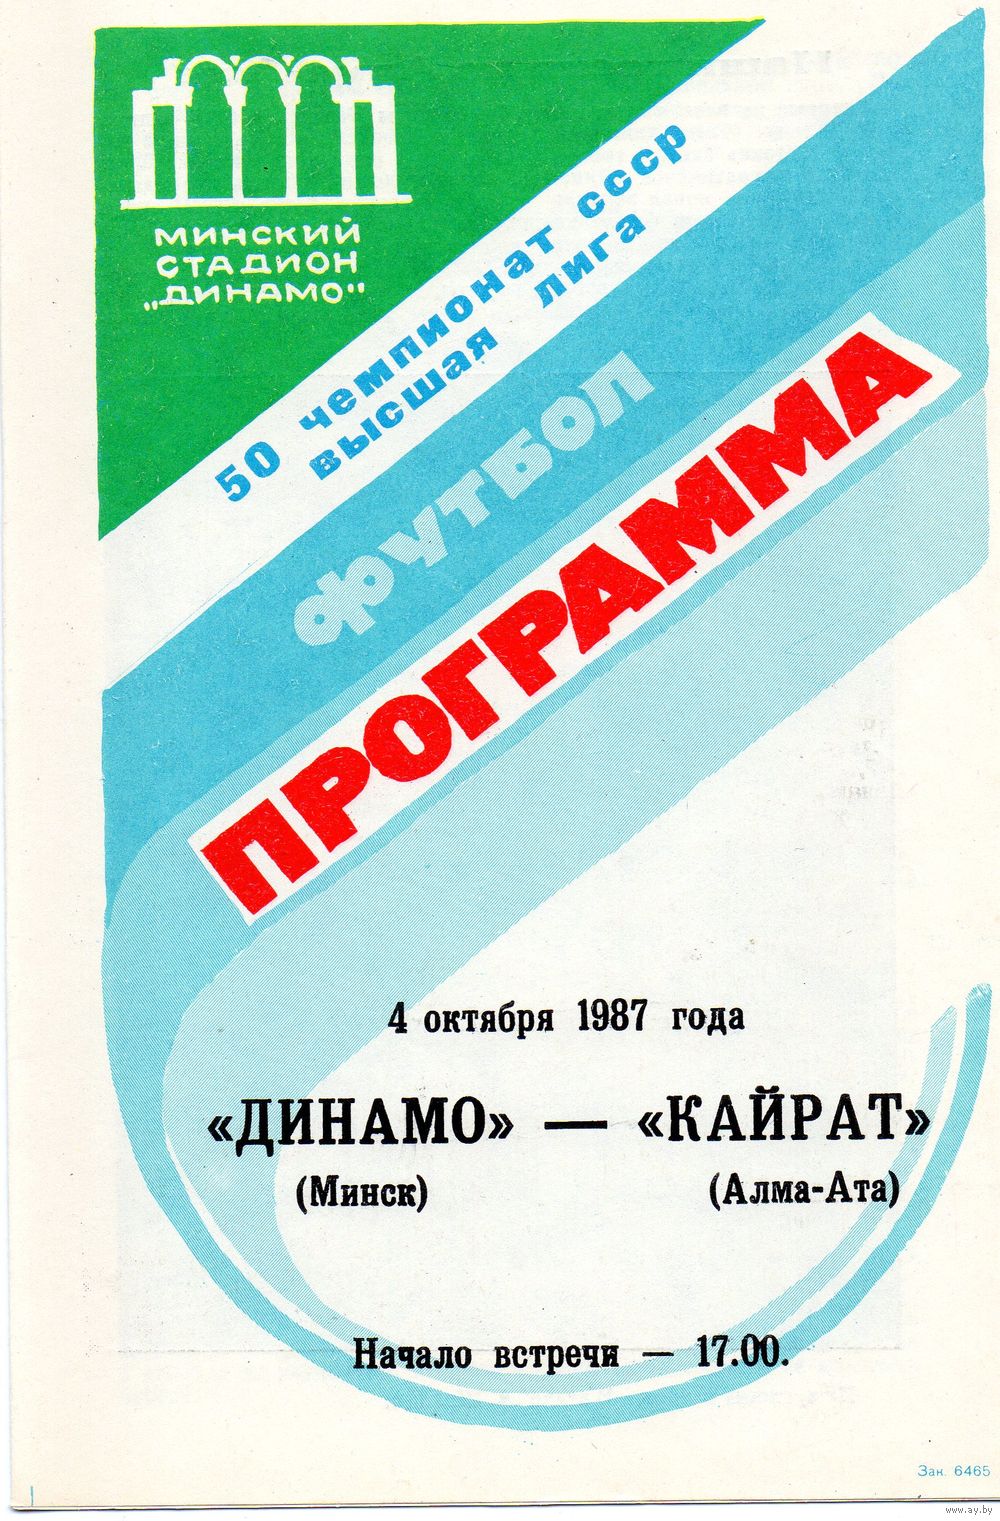 МИНСКИЙ
СТАДИОН
„ДИНАМО"
50 чемпионат ссср
высшая лига
ФУТБОЛ
ПРОГРАММА
4 октября 1987 года
«ДИНАМО» — «КАЙРАТ»
(Минск) (Алма-Ата)
Начало встречи — 17.00.
Зак. 6465
www.ay.by